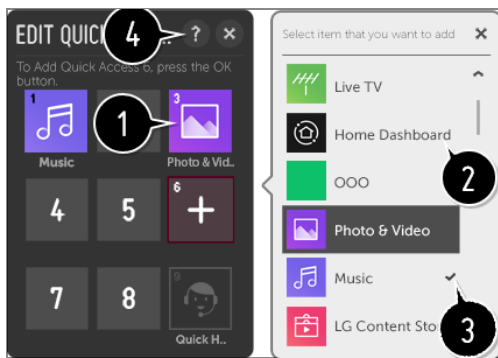 EDIT QUIC
4
..
?
To Add Quick Access 6, press the OK
button.
1
Music
1
3
Photo & Vid..
4
5
6
7
8
9
Quick H..
Select item that you want to add
Live TV
Home Dashboard
2
OOO
Photo & Video
Music
LG Content Sto
3